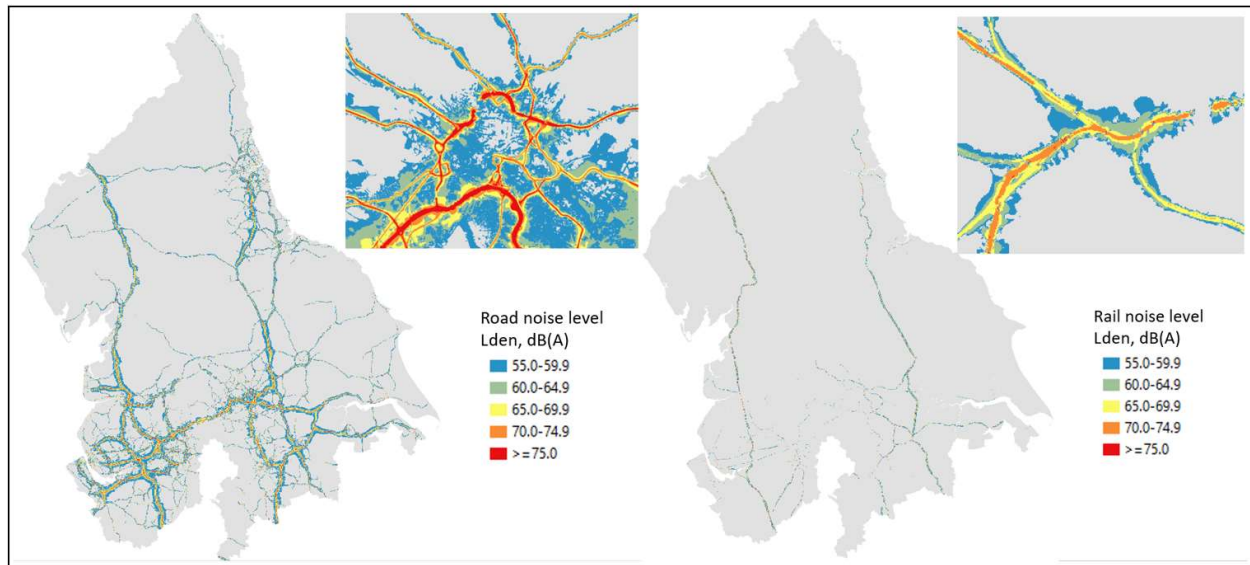 Road noise level
Lden, dB(A)
55.0-59.9
60.0-64.9
65.0-69.9
70.0-74.9
>=75.0
Rail noise level
Lden, dB(A)
55.0-59.9
60.0-64.9
65.0-69.9
70.0-74.9
>=75.0